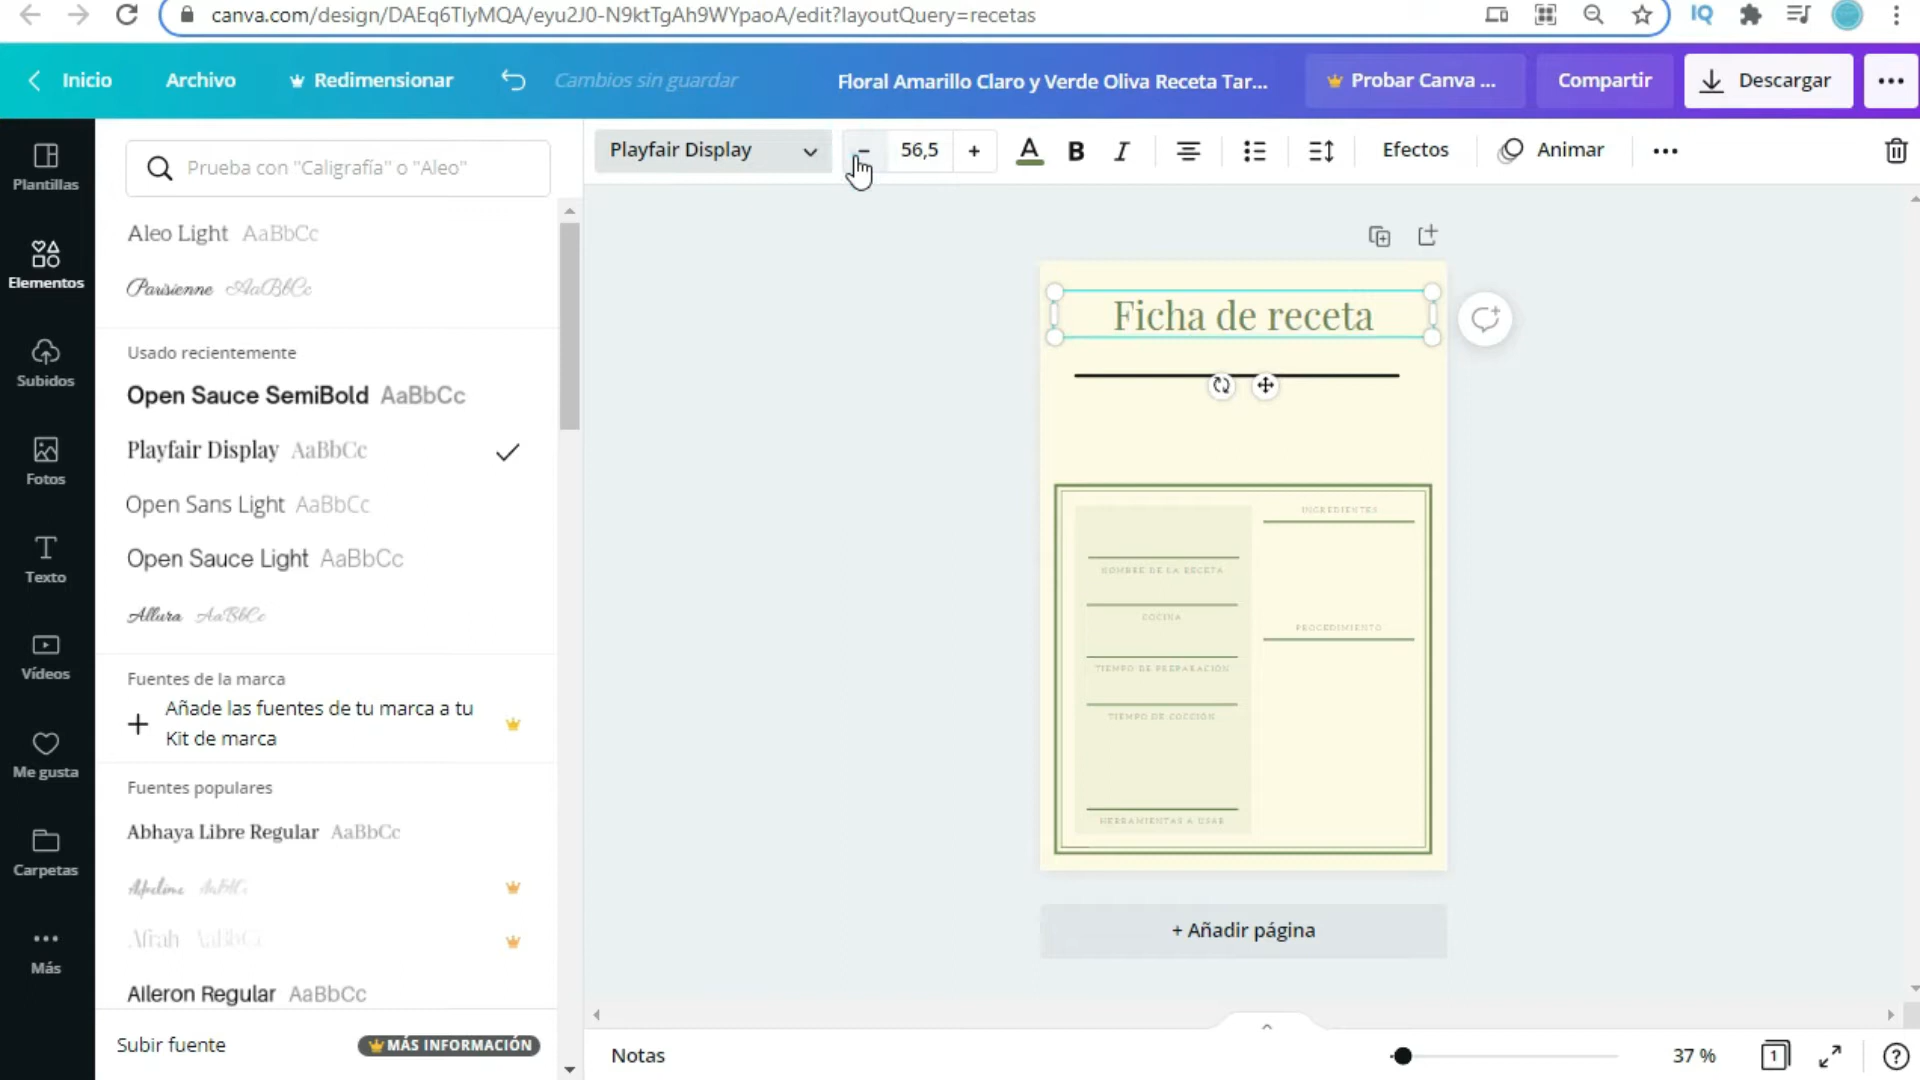 canva.com/design/DAEq6TlyMQA/eyu2J0-N9ktTgAh9WYpaoA/edit?layoutQuery=recetas
IQ
Inicio
Archivo
Redimensionar
Cambios sin guardar
Floral Amarillo Claro y Verde Oliva Receta Tar...
Probar Canva ...
Compartir
Descargar
Plantillas
Elementos
Subidos
Fotos
Texto
Vídeos
Me gusta
Carpetas
Más
Prueba con "Caligrafía" o "Aleo"
Aleo Light AaBbCc
Parisienne AaBbCc
Usado recientemente
Open Sauce SemiBold AaBbCc
Playfair Display AaBbCc
Open Sans Light AaBbCc
Open Sauce Light AaBbCc
Allura AaBbCc
Fuentes de la marca
Añade las fuentes de tu marca a tu
Kit de marca
Fuentes populares
Abhaya Libre Regular AaBbCc
Afrah AaBbCc
Alleron Regular AaBbCc
Subir fuente
MÁS INFORMACIÓN
Playfair Display
- 56,5 +
A B I
Efectos
Animar
Ficha de receta
INGREDIENTES
NOMBRE DE LA RECETA
COCINA
PROCEDIMIENTO
TIEMPO DE PREPARACIÓN
TIEMPO DE COCCIÓN
HERRAMIENTAS A USAR
+ Añadir página
Notas
37 %
1
?